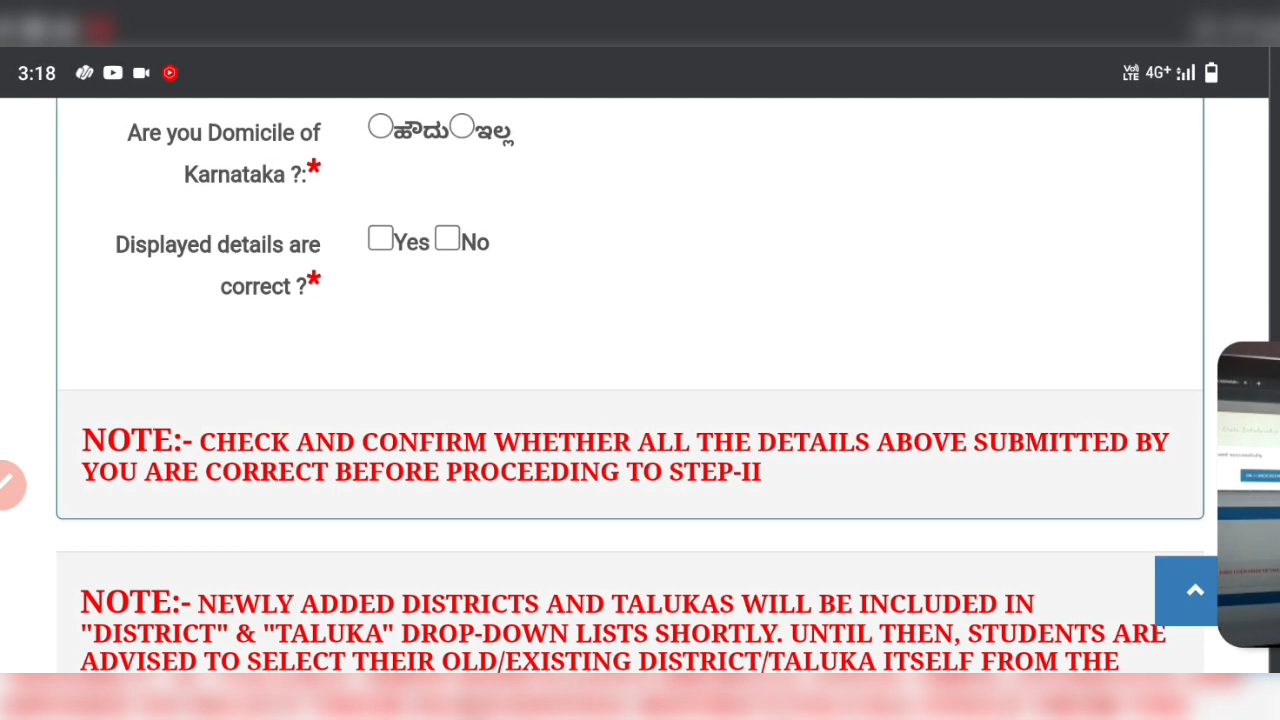 3:18
VoD LTE 4G+
Are you Domicile of
Karnataka ?:*
ಹೌದು ಇಲ್ಲ
Displayed details are
correct ?*
Yes No
NOTE:- CHECK AND CONFIRM WHETHER ALL THE DETAILS ABOVE SUBMITTED BY
YOU ARE CORRECT BEFORE PROCEEDING TO STEP-II
NOTE:- NEWLY ADDED DISTRICTS AND TALUKAS WILL BE INCLUDED IN
"DISTRICT" & "TALUKA" DROP-DOWN LISTS SHORTLY. UNTIL THEN, STUDENTS ARE
ADVISED TO SELECT THEIR OLD/EXISTING DISTRICT/TALUKA ITSELF FROM THE